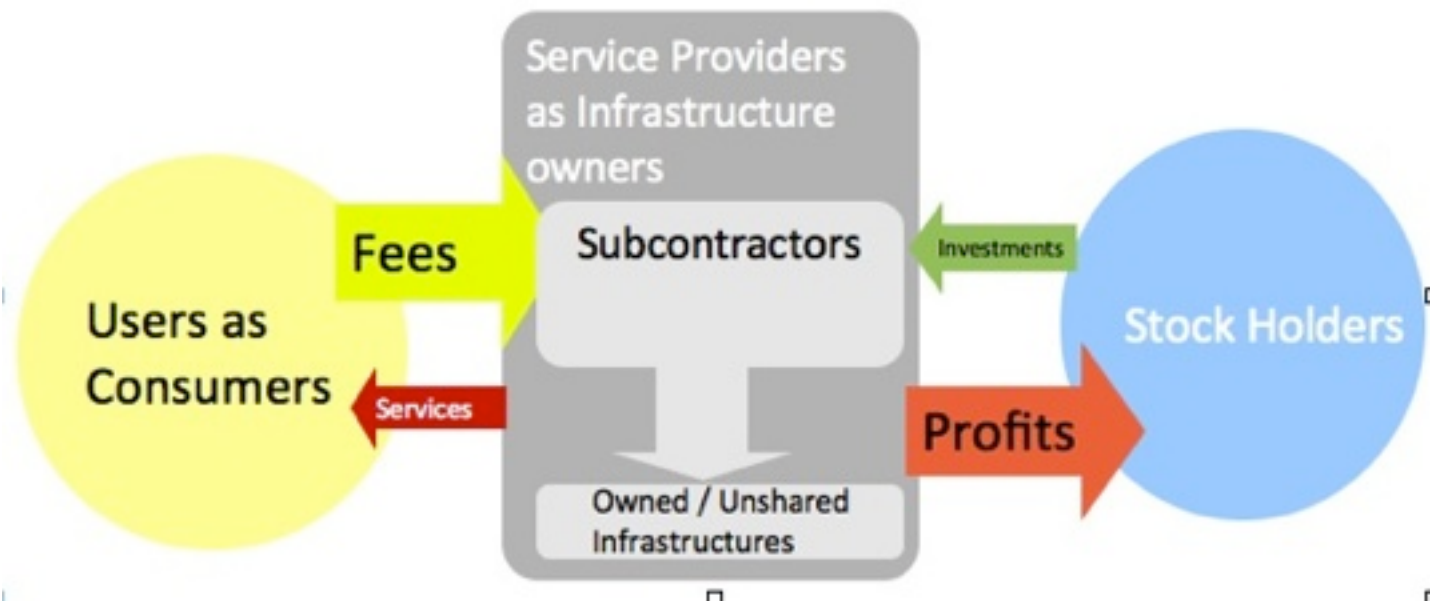 Service Providers
as Infrastructure
owners
Fees
Subcontractors
Investments
Users as
Consumers
Stock Holders
Services
Profits
Owned / Unshared
Infrastructures